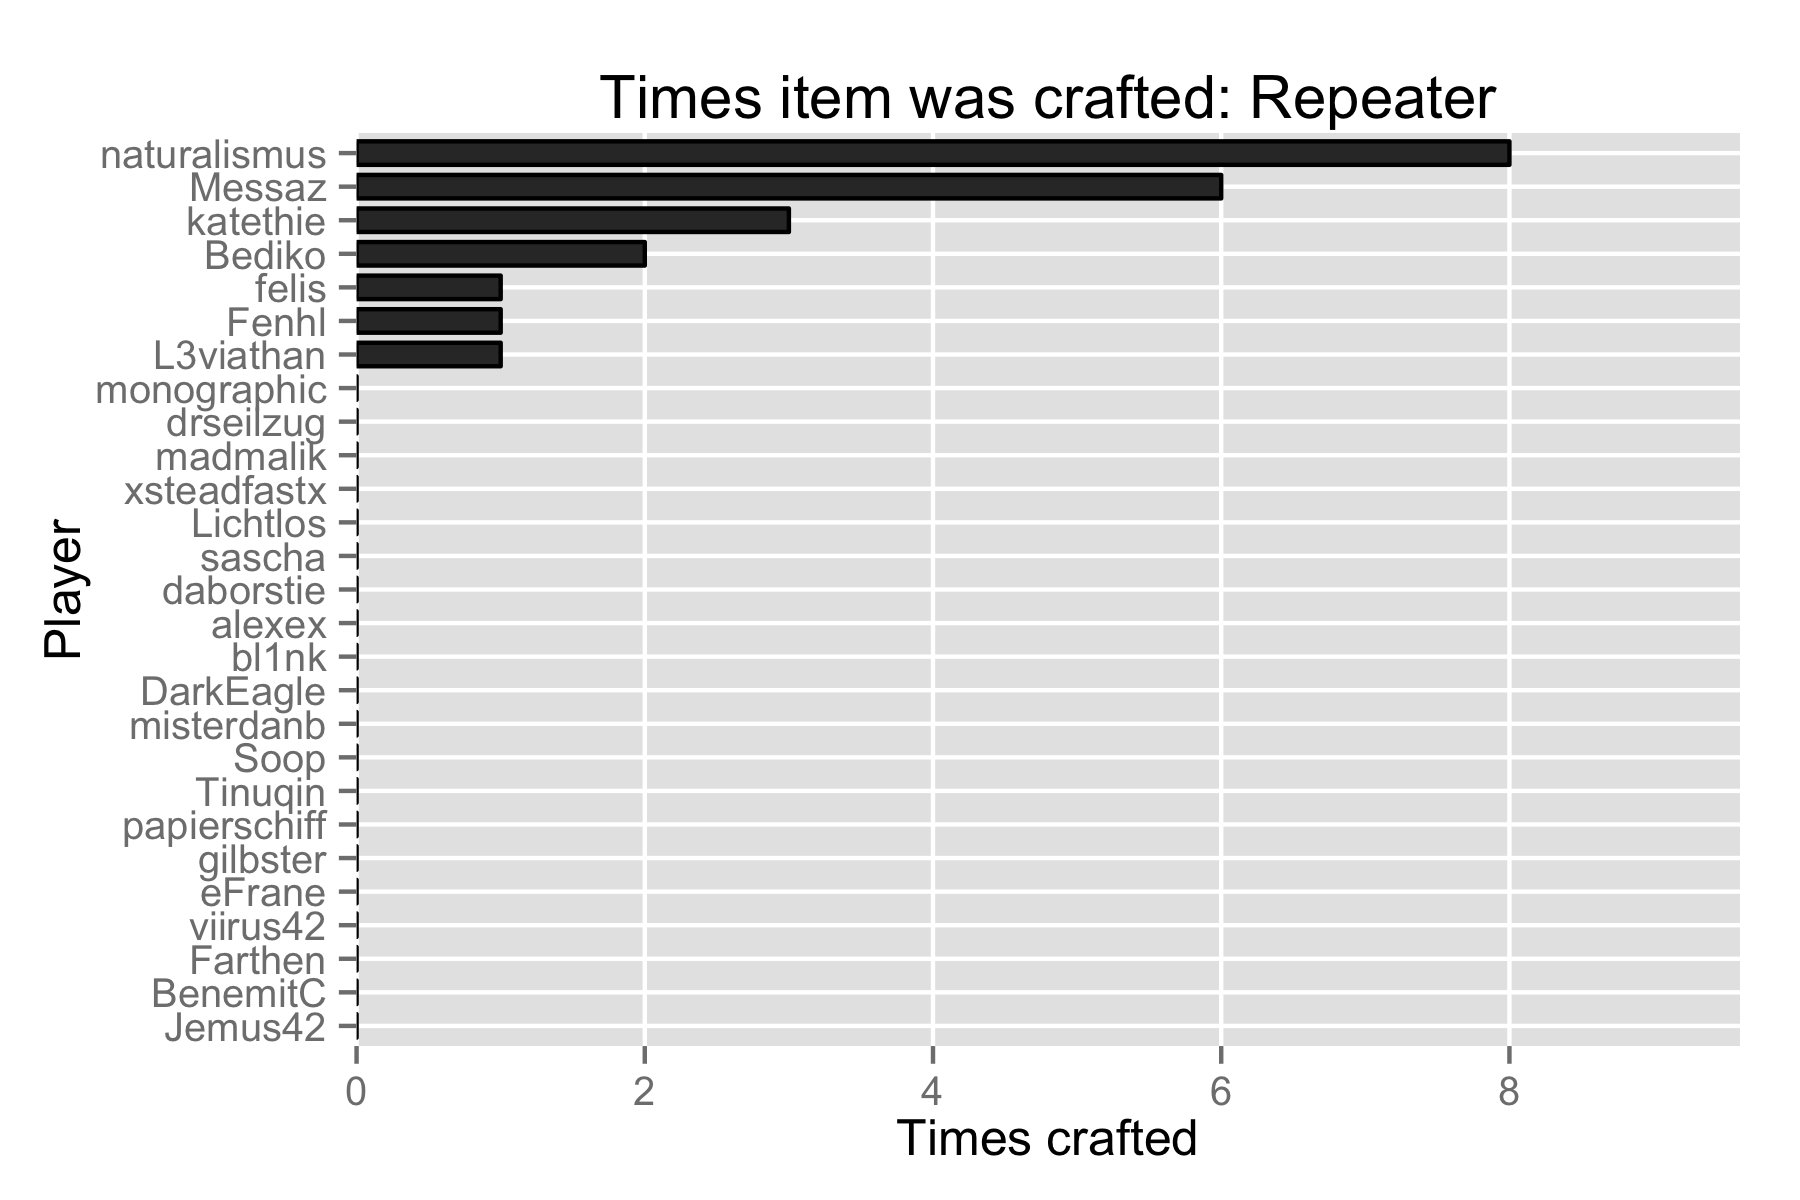 Times item was crafted: Repeater
naturalismus
Messaz
katethie
Bediko
felis
Fenhl
L3viathan
monographic
drseilzug
madmalik
xsteadfastx
Lichtlos
sascha
daborstie
alexex
bl1nk
DarkEagle
misterdanb
Soop
Tinuqin
papierschiff
gilbster
eFrane
viirus42
Farthen
BenemitC
Jemus42
Player
0 2 4 6 8
Times crafted